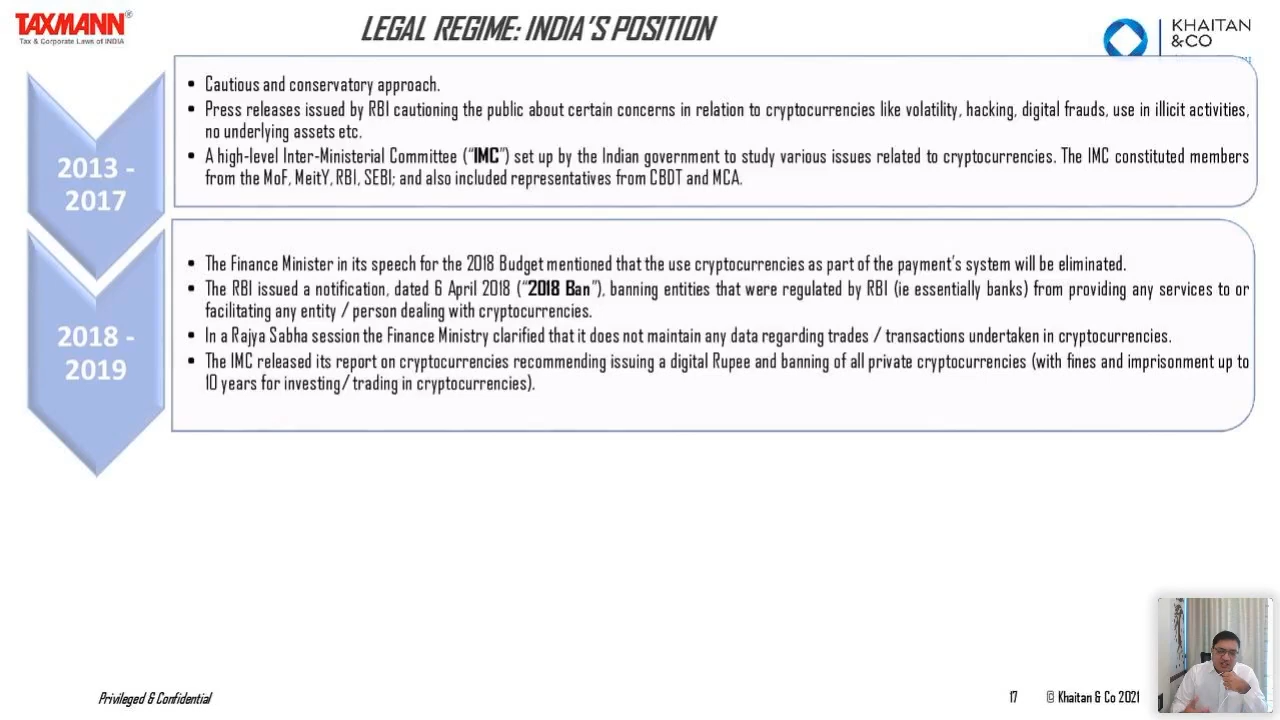 TAXMANN®
Tax & Corporate Laws of INDIA
LEGAL REGIME: INDIA'S POSITION
KHAITAN
&CO
2013 -
2017
• Cautious and conservatory approach.
• Press releases issued by RBI cautioning the public about certain concerns in relation to cryptocurrencies like volatility, hacking, digital frauds, use in illicit activities,
no underlying assets etc.
• A high-level Inter-Ministerial Committee ("IMC") set up by the Indian government to study various issues related to cryptocurrencies. The IMC constituted members
from the MoF, MeitY, RBI, SEBI; and also included representatives from CBDT and MCA.
2018 -
2019
• The Finance Minister in its speech for the 2018 Budget mentioned that the use cryptocurrencies as part of the payment's system will be eliminated.
• The RBI issued a notification, dated 6 April 2018 ("2018 Ban"), banning entities that were regulated by RBI (ie essentially banks) from providing any services to or
facilitating any entity / person dealing with cryptocurrencies.
• In a Rajya Sabha session the Finance Ministry clarified that it does not maintain any data regarding trades / transactions undertaken in cryptocurrencies.
• The IMC released its report on cryptocurrencies recommending issuing a digital Rupee and banning of all private cryptocurrencies (with fines and imprisonment up to
10 years for investing/ trading in cryptocurrencies).
Privileged & Confidential
17
© Khaitan & Co 2021